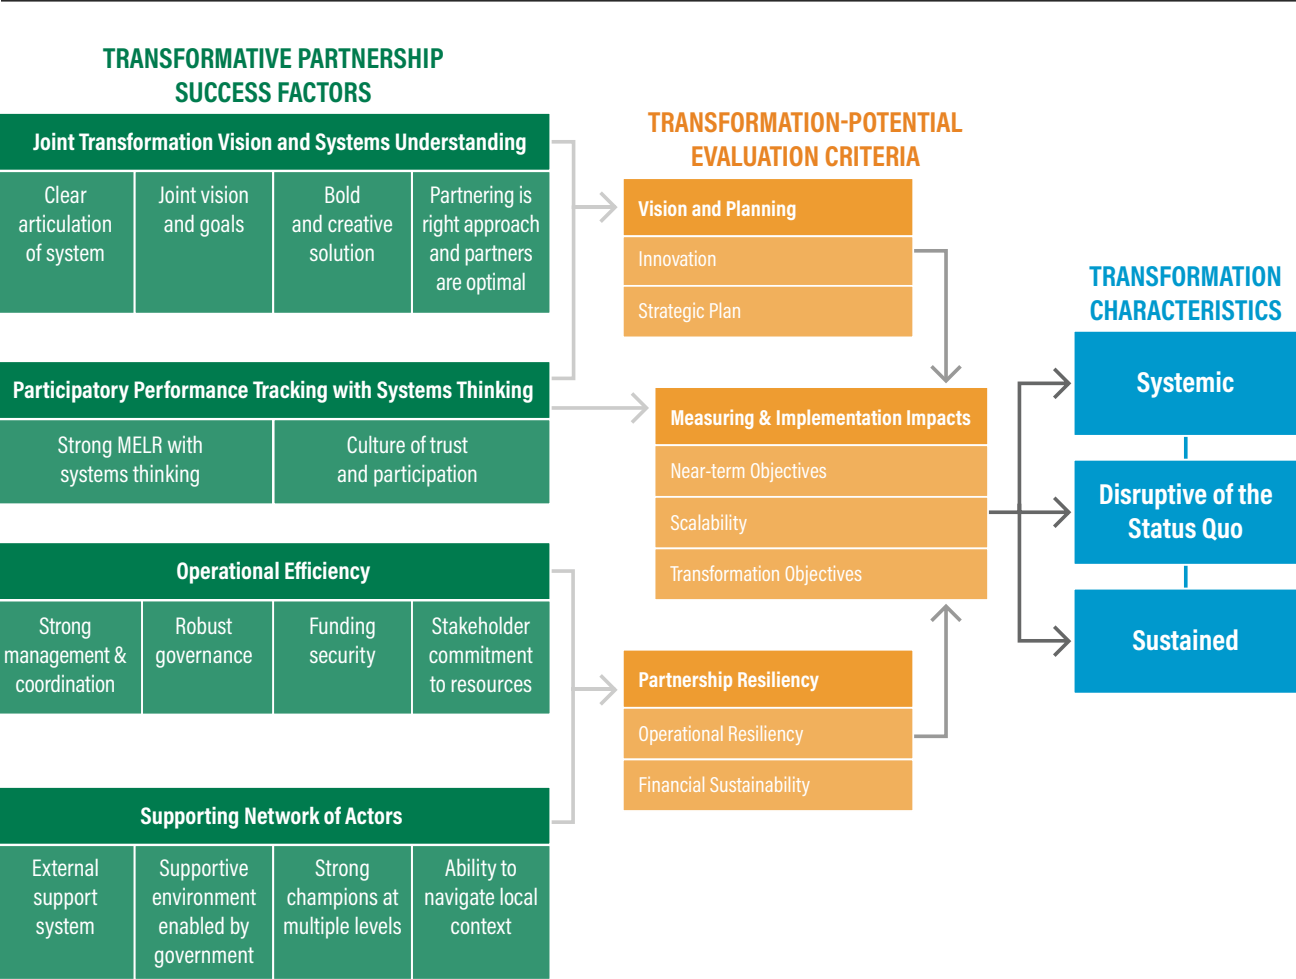 TRANSFORMATIVE PARTNERSHIP
SUCCESS FACTORS
Joint Transformation Vision and Systems Understanding
Clear
articulation
of system
Joint vision
and goals
Bold
and creative
solution
Partnering is
right approach
and partners
are optimal
Participatory Performance Tracking with Systems Thinking
Strong MELR with
systems thinking
Culture of trust
and participation
Operational Efficiency
Strong
management &
coordination
Robust
governance
Funding
security
Stakeholder
commitment
to resources
Supporting Network of Actors
External
support
system
Supportive
environment
enabled by
government
Strong
champions at
multiple levels
Ability to
navigate local
context
TRANSFORMATION-POTENTIAL
EVALUATION CRITERIA
Vision and Planning
Innovation
Strategic Plan
Measuring & Implementation Impacts
Near-term Objectives
Scalability
Transformation Objectives
Partnership Resiliency
Operational Resiliency
Financial Sustainability
TRANSFORMATION
CHARACTERISTICS
Systemic
Disruptive of the
Status Quo
Sustained